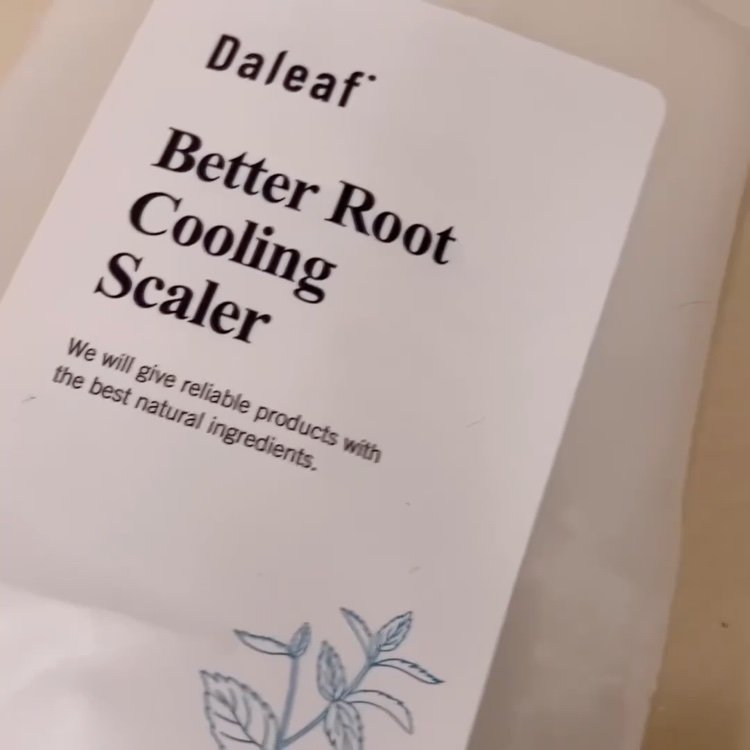 Daleaf
Better Root
Cooling
Scaler
We will give reliable products with
the best natural ingredients.